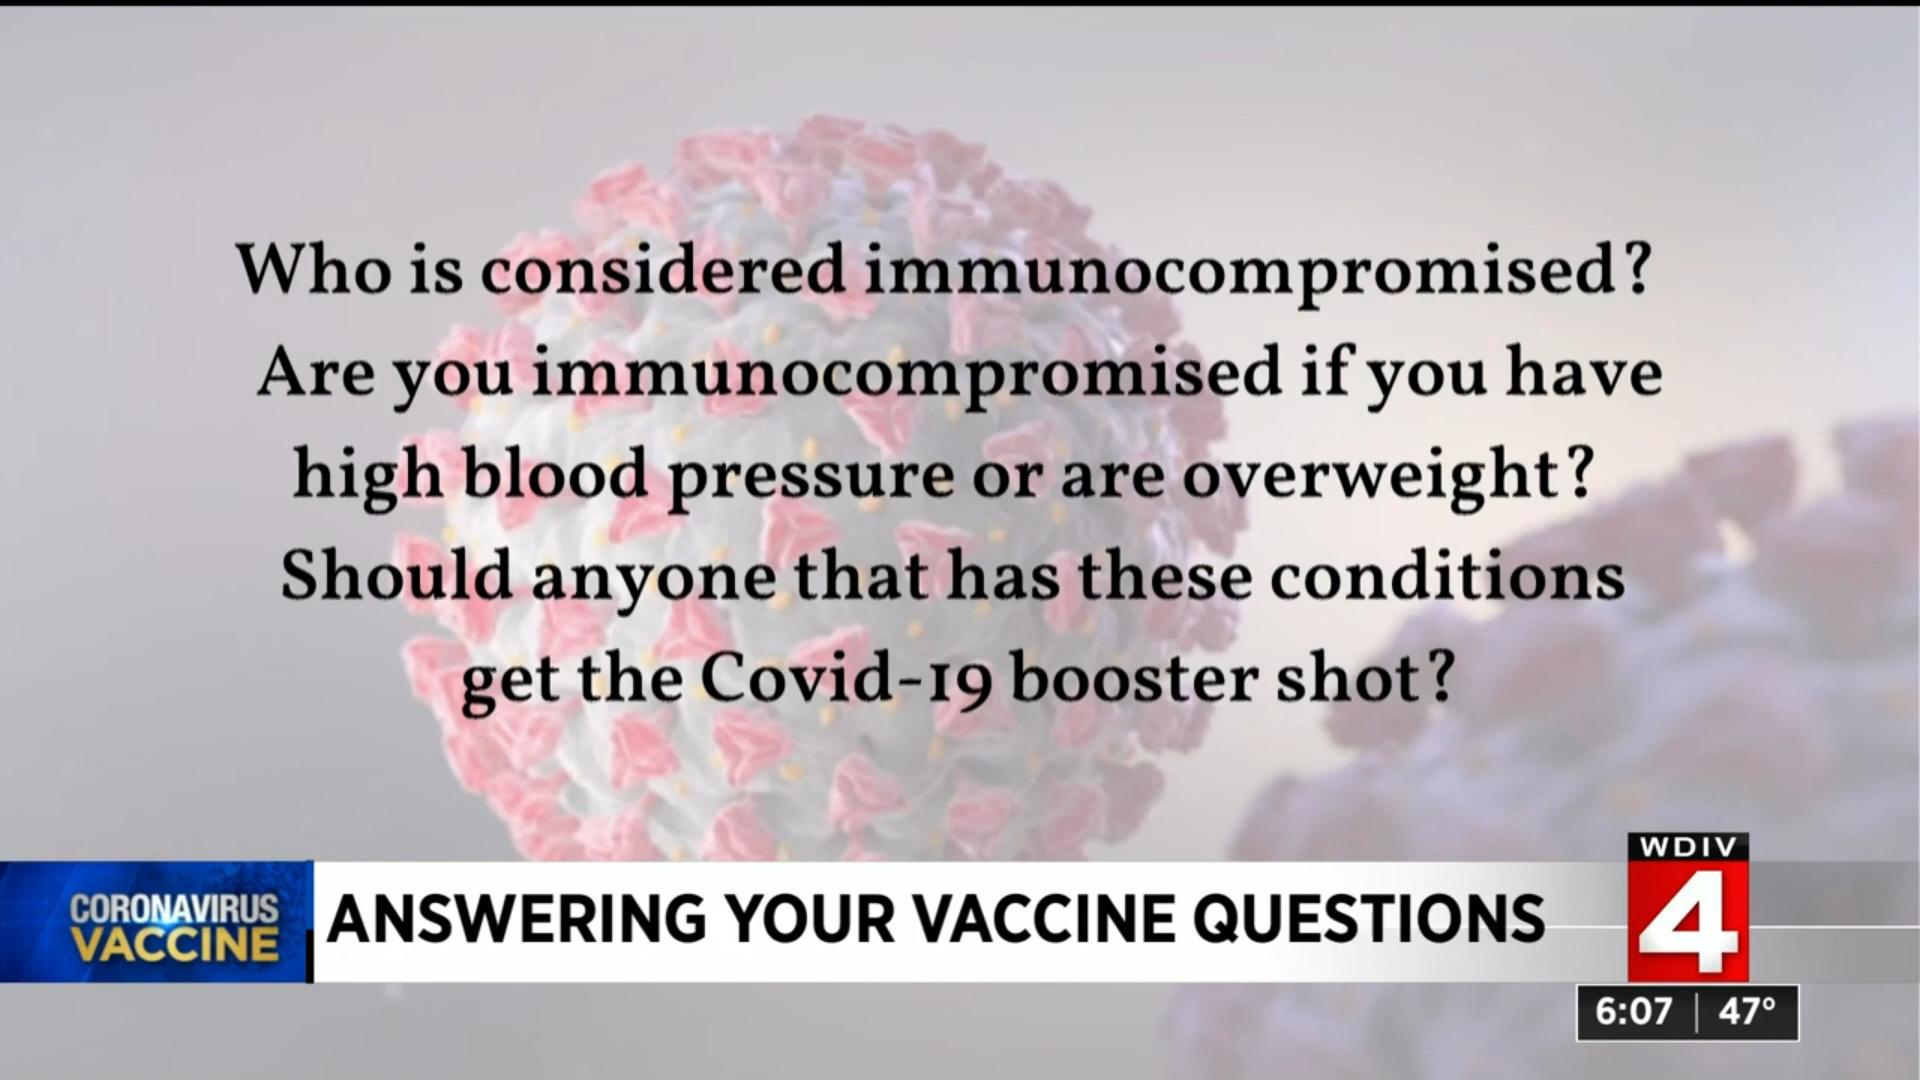 Who is considered immunocompromised?
Are you immunocompromised if you have
high blood pressure or are overweight?
Should anyone that has these conditions
get the Covid-19 booster shot?
CORONAVIRUS
VACCINE
ANSWERING YOUR VACCINE QUESTIONS
WDIV
4
6:07 | 47°